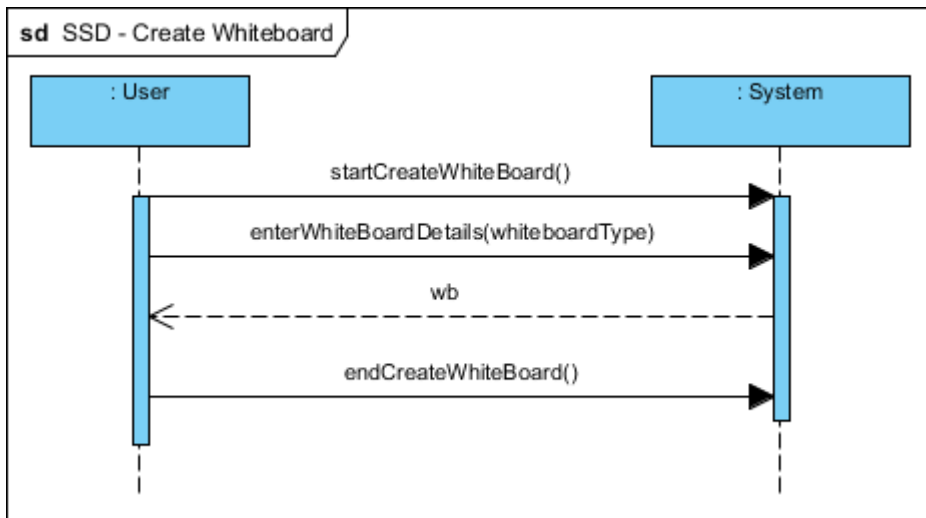 sd SSD - Create Whiteboard
: User
: System
startCreateWhiteBoard()
enterWhiteBoardDetails(whiteboardType)
wb
endCreateWhiteBoard()